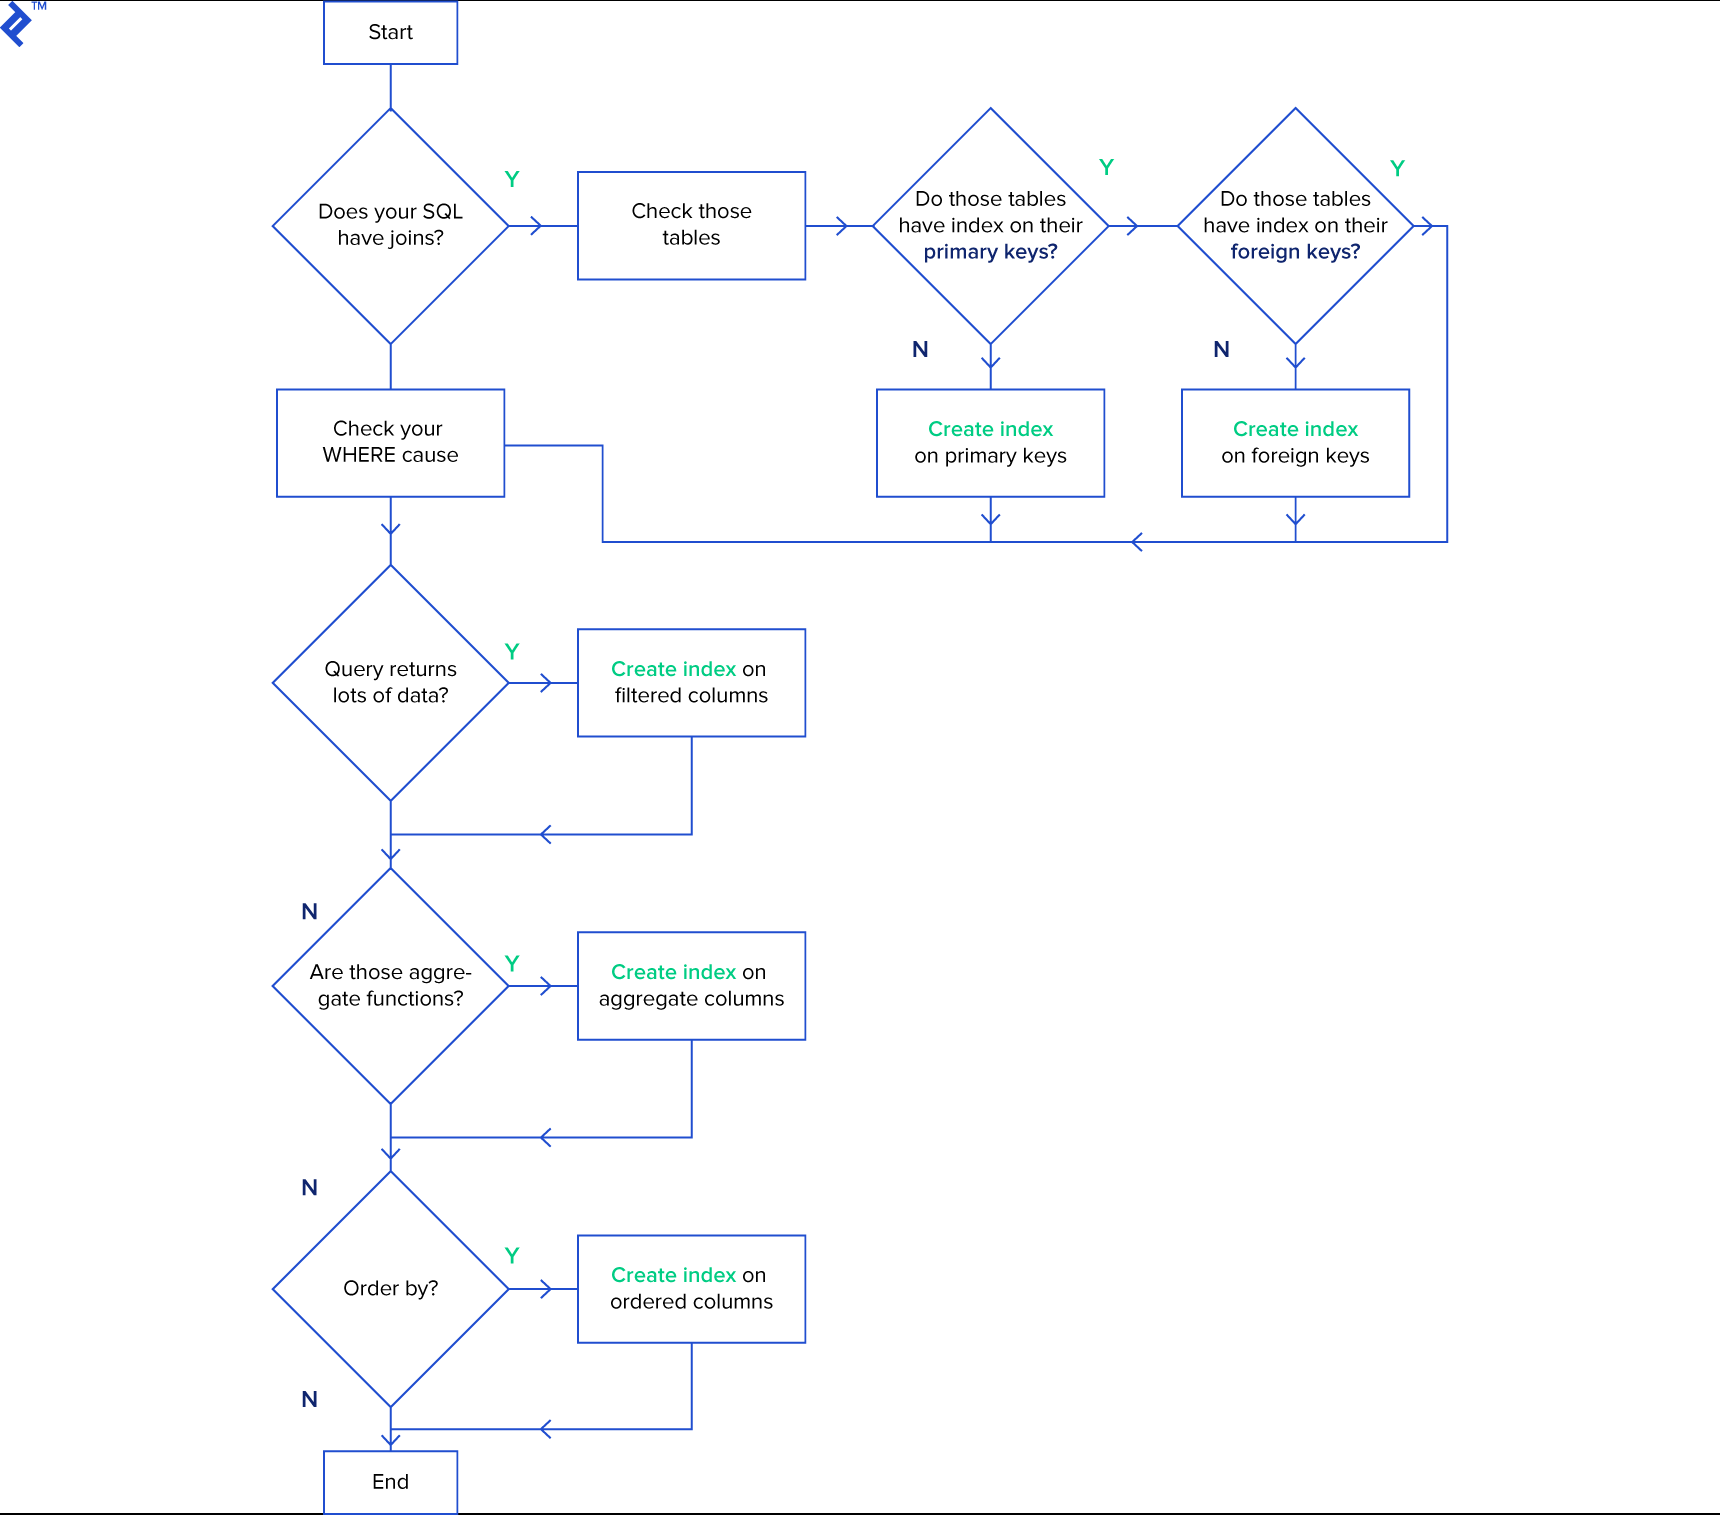 TM
Start
Does your SQL
have joins?
Y
Check those
tables
Do those tables
have index on their
primary keys?
Y
Do those tables
have index on their
foreign keys?
Y
N
N
Check your
WHERE cause
Create index
on primary keys
Create index
on foreign keys
Query returns
lots of data?
Y
Create index on
filtered columns
N
Are those aggre-
gate functions?
Y
Create index on
aggregate columns
N
Order by?
Y
Create index on
ordered columns
N
End